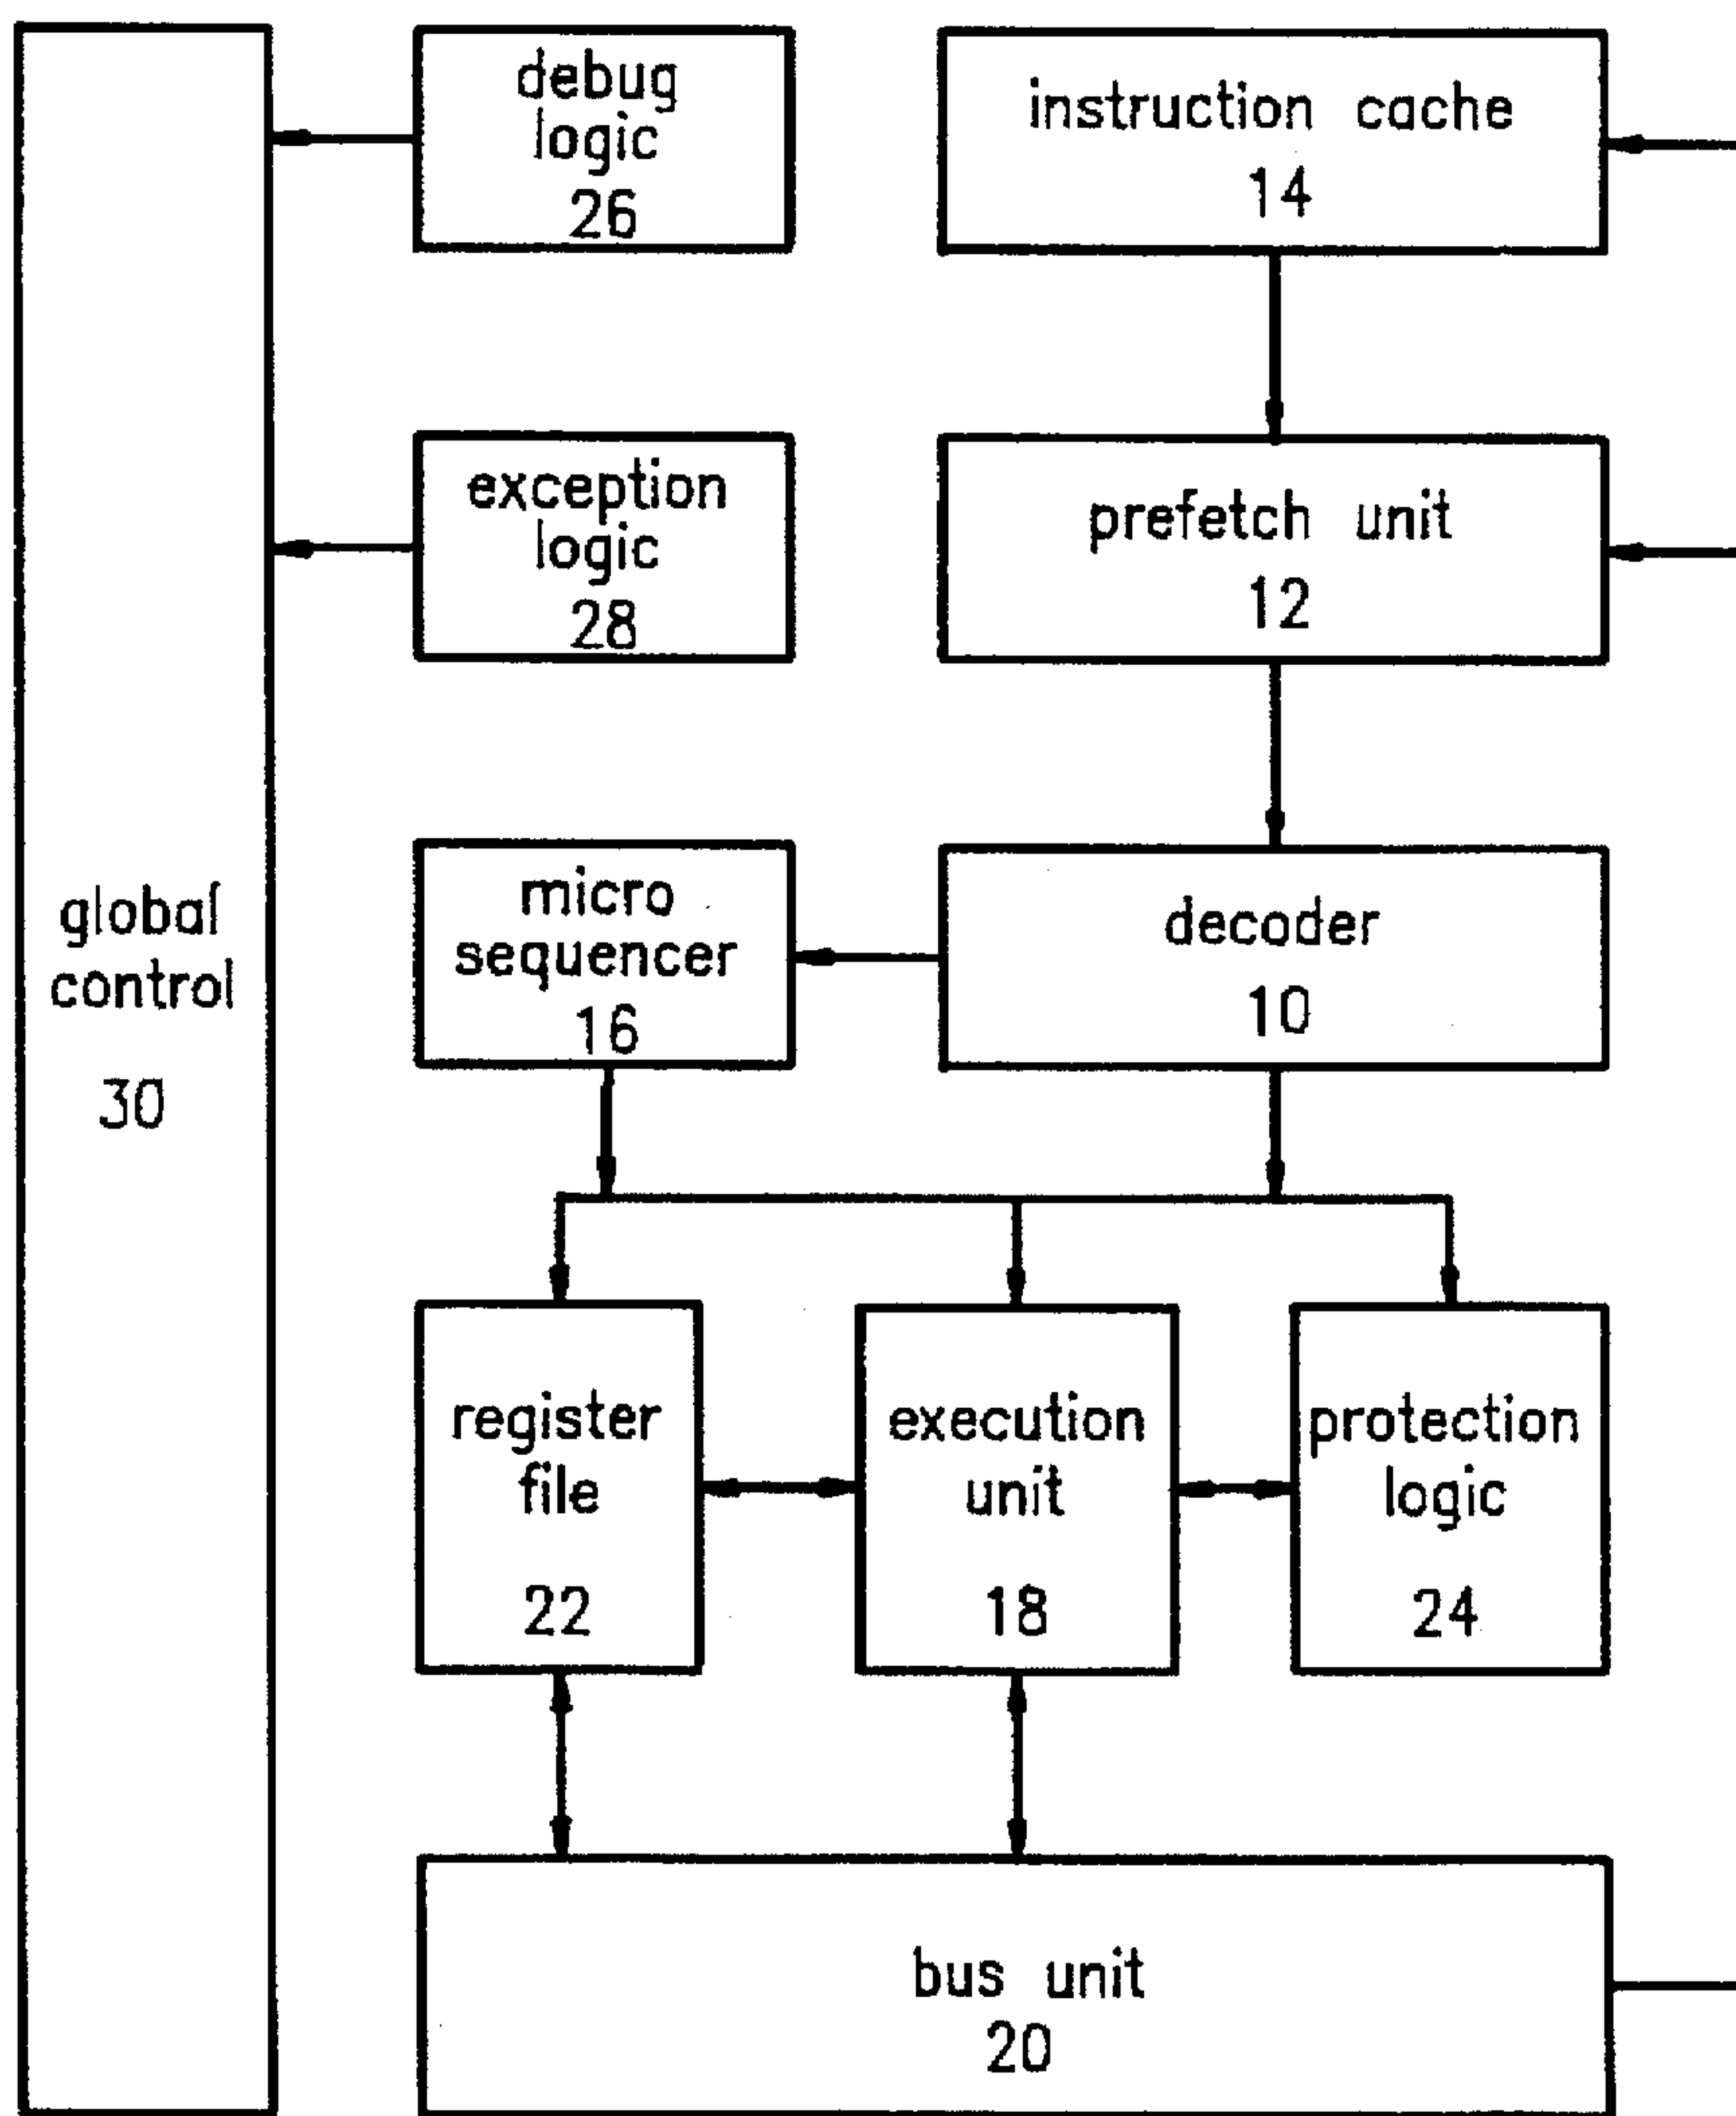 debug
logic
26
instruction cache
14
exception
logic
28
prefetch unit
12
global
control
30
micro
sequencer
16
decoder
10
register
file
22
execution
unit
18
protection
logic
24
bus unit
20